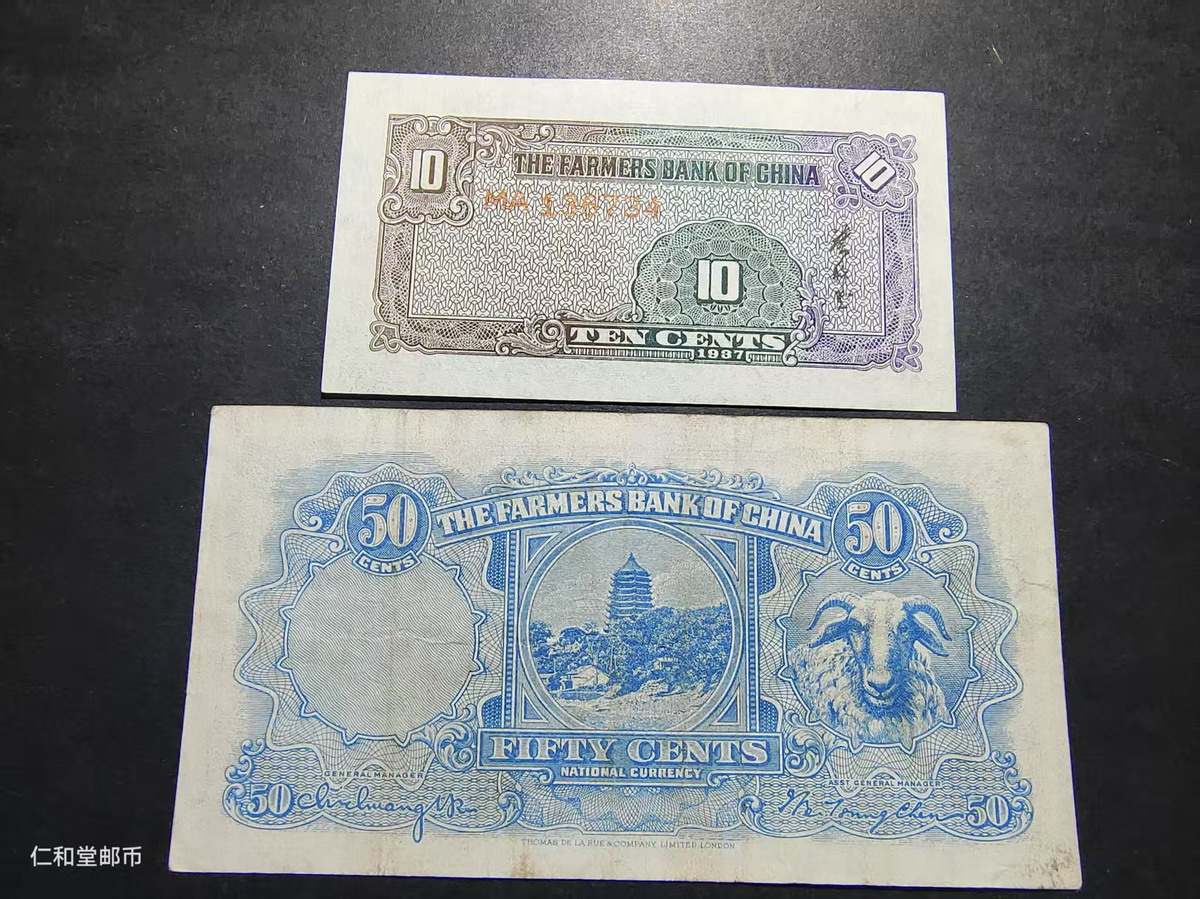 10
THE FARMERS BANK OF CHINA
10
MA 138734
10
TEN CENTS
1937
50
CENTS
THE FARMERS BANK OF CHINA
50
CENTS
FIFTY CENTS
NATIONAL CURRENCY
GENERAL MANAGER
ASST GENERAL MANAGER
50
50
THOMAS DE LA RUE & COMPANY, LIMITED, LONDON
仁和堂邮币